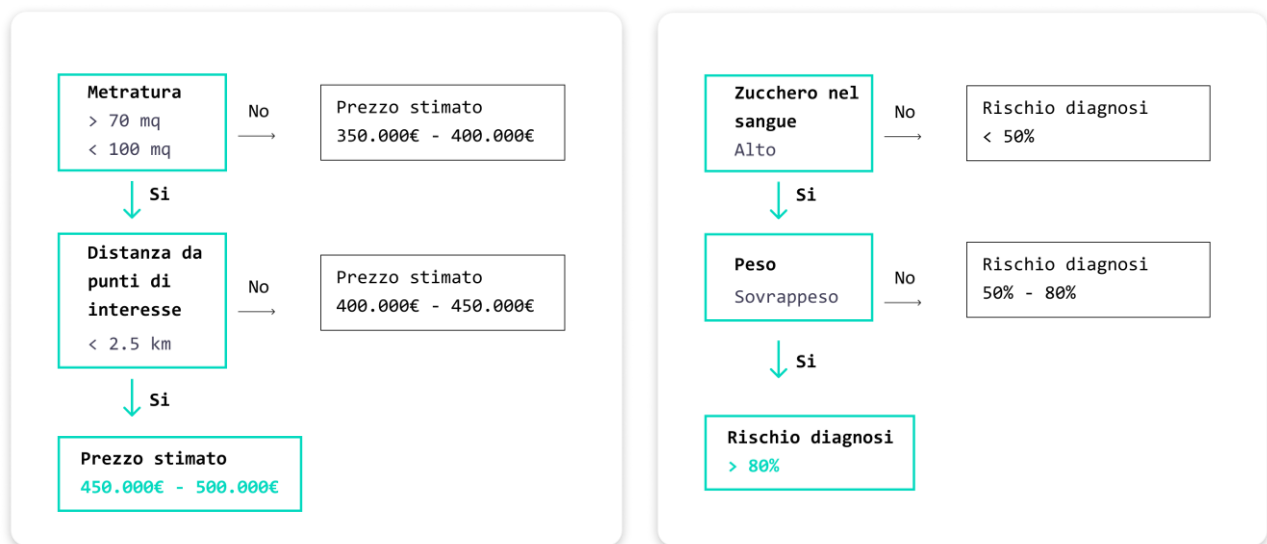 Metratura
> 70 mq
< 100 mq
No
Prezzo stimato
350.000€ - 400.000€
Si
Distanza da
punti di
interesse
< 2.5 km
No
Prezzo stimato
400.000€ - 450.000€
Si
Prezzo stimato
450.000€ - 500.000€
Zucchero nel
sangue
Alto
No
Rischio diagnosi
< 50%
Si
Peso
Sovrappeso
No
Rischio diagnosi
50% - 80%
Si
Rischio diagnosi
> 80%